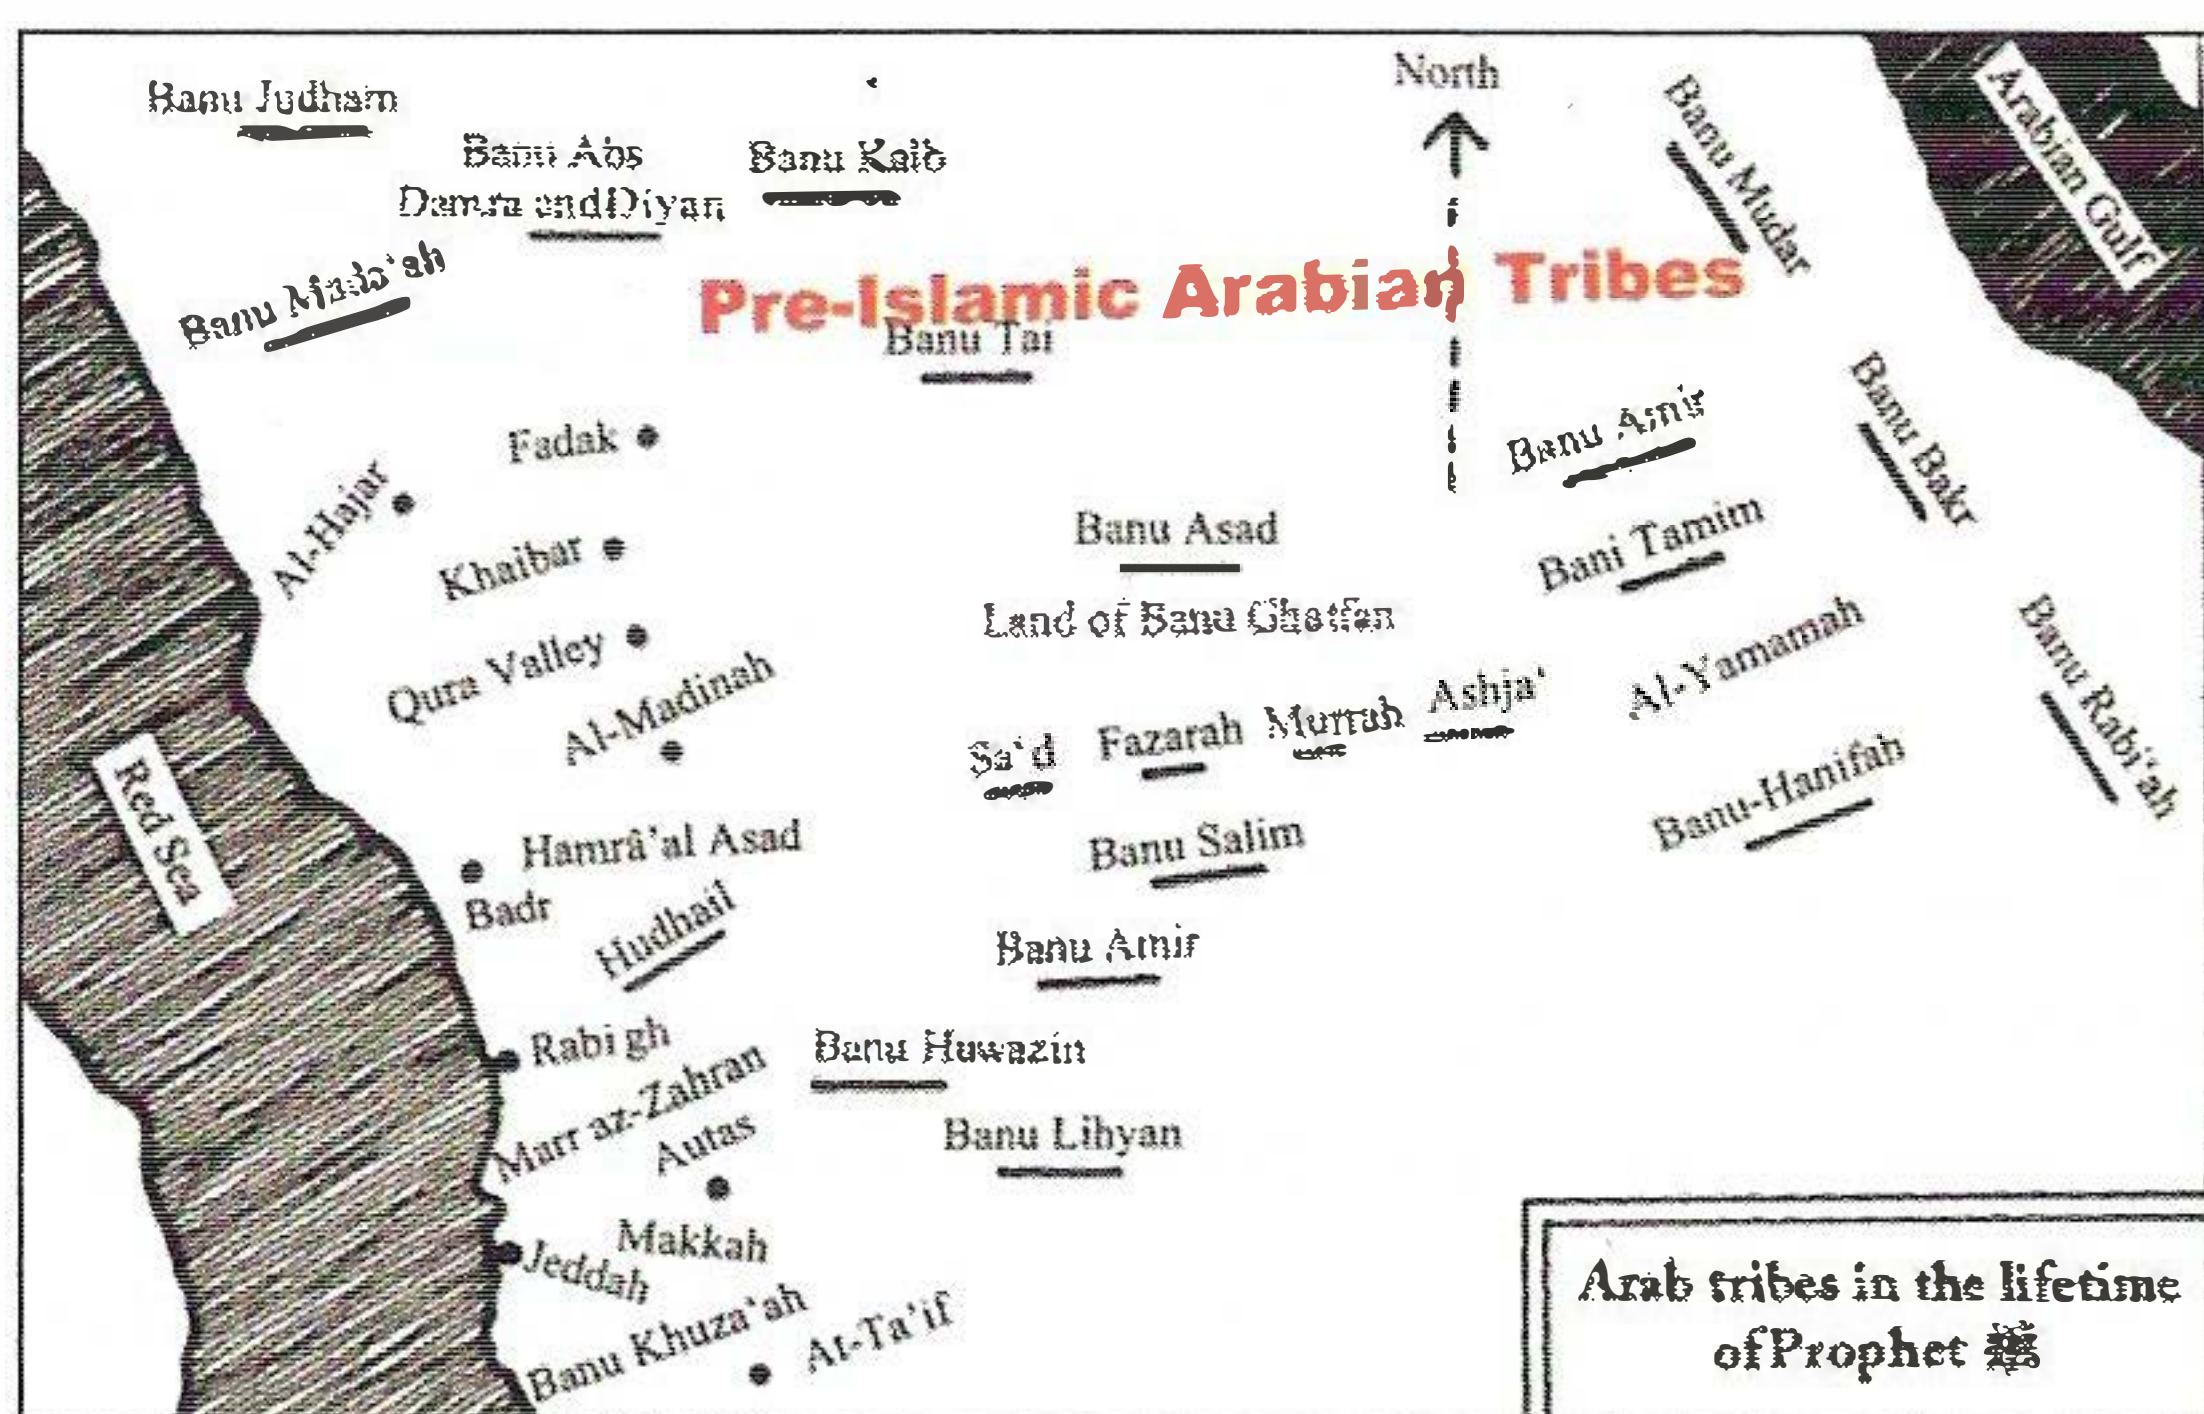 North
Arabian Gulf
Banu Judham
Banu Mudar
Banu Abs
Banu Kalb
Damra and Diyan
Banu
Pre-Islamic Arabian Tribes
Banu Tai
Banu Amir
Banu Bakr
Fadak
Al-Hajar
Banu Asad
Bani Tamim
Khaibar
Land of Banu Ghatfan
Qura Valley
Al-Madinah
Al-Yamamah
Banu Rabi‘ah
Sa‘d
Fazarah
Murrah
Ashja‘
Red Sea
Banu-Hanifah
Hamrâ’al Asad
Banu Salim
Badr
Hudhail
Banu Amir
Rabigh
Banu Huwazin
Marr az-Zahran
Autas
Banu Lihyan
Makkah
Jeddah
Banu Khuza‘ah
At-Ta’if
Arab tribes in the lifetime
of Prophet ﷺ